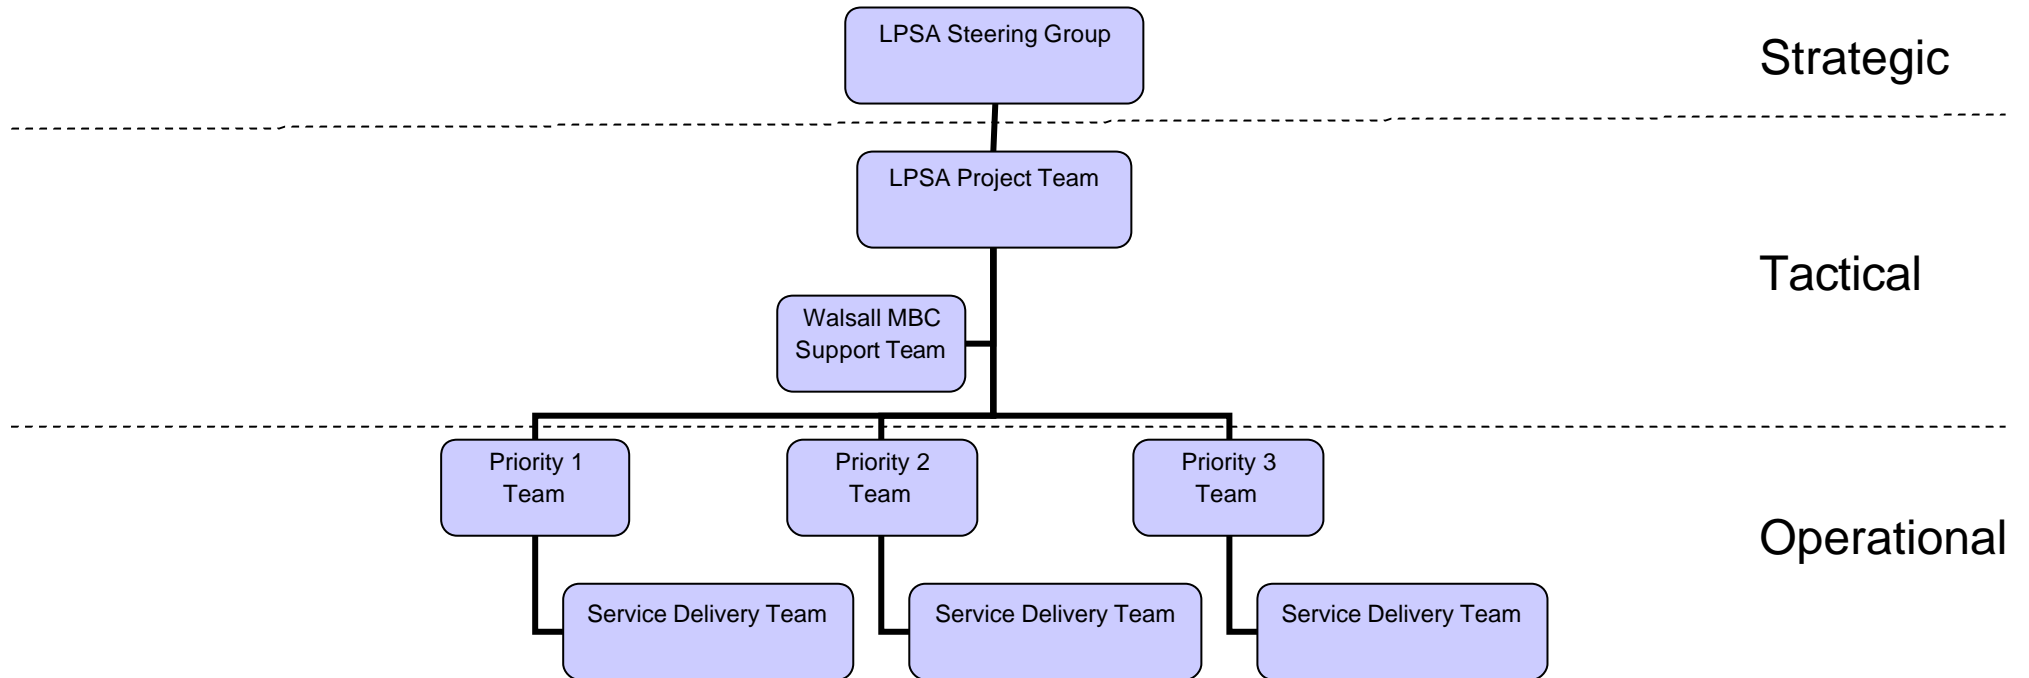 LPSA Steering Group
Strategic
LPSA Project Team
Tactical
Walsall MBC
Support Team
Priority 1
Team
Priority 2
Team
Priority 3
Team
Operational
Service Delivery Team
Service Delivery Team
Service Delivery Team